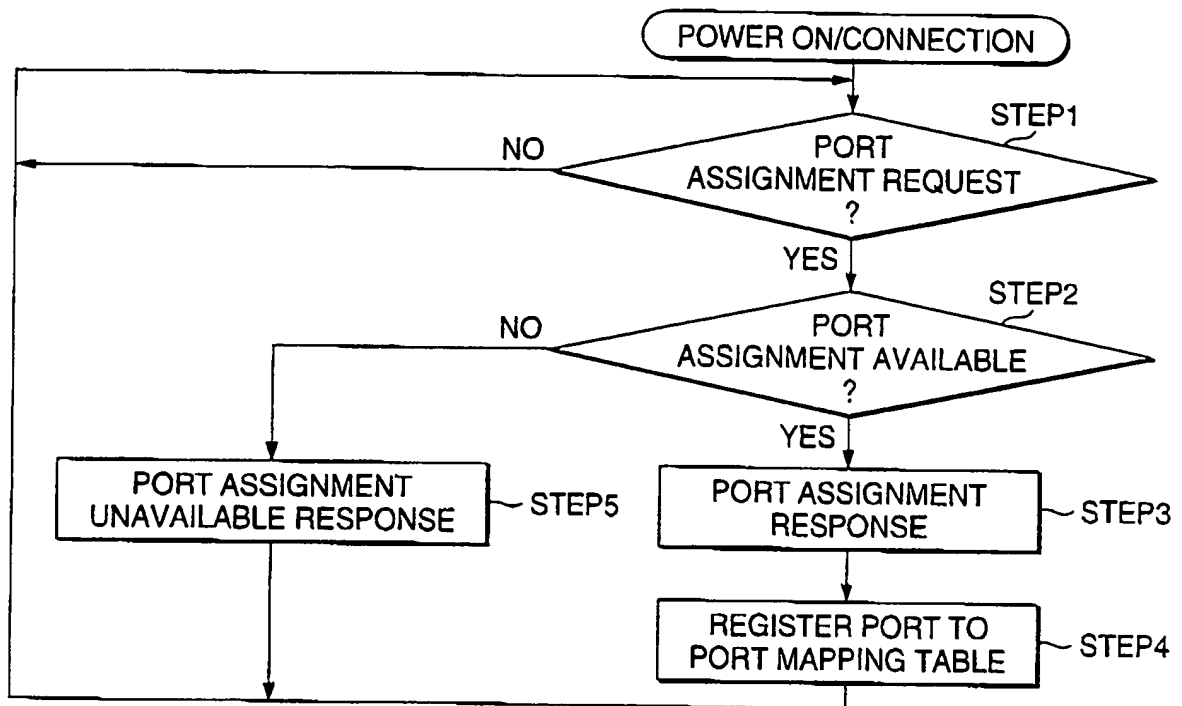 POWER ON/CONNECTION
STEP1
NO
PORT
ASSIGNMENT REQUEST
?
YES
STEP2
NO
PORT
ASSIGNMENT AVAILABLE
?
YES
PORT ASSIGNMENT
UNAVAILABLE RESPONSE
STEP5
PORT ASSIGNMENT
RESPONSE
STEP3
REGISTER PORT TO
PORT MAPPING TABLE
STEP4